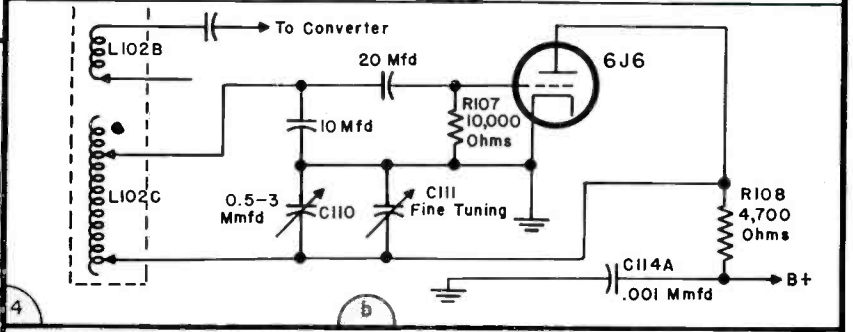 L102B
To Converter
20 Mfd
6J6
R107
10,000
Ohms
10 Mfd
L102C
0.5-3
Mmfd
C110
C111
Fine Tuning
R108
4,700
Ohms
C114A
.001 Mmfd
B+
4
b